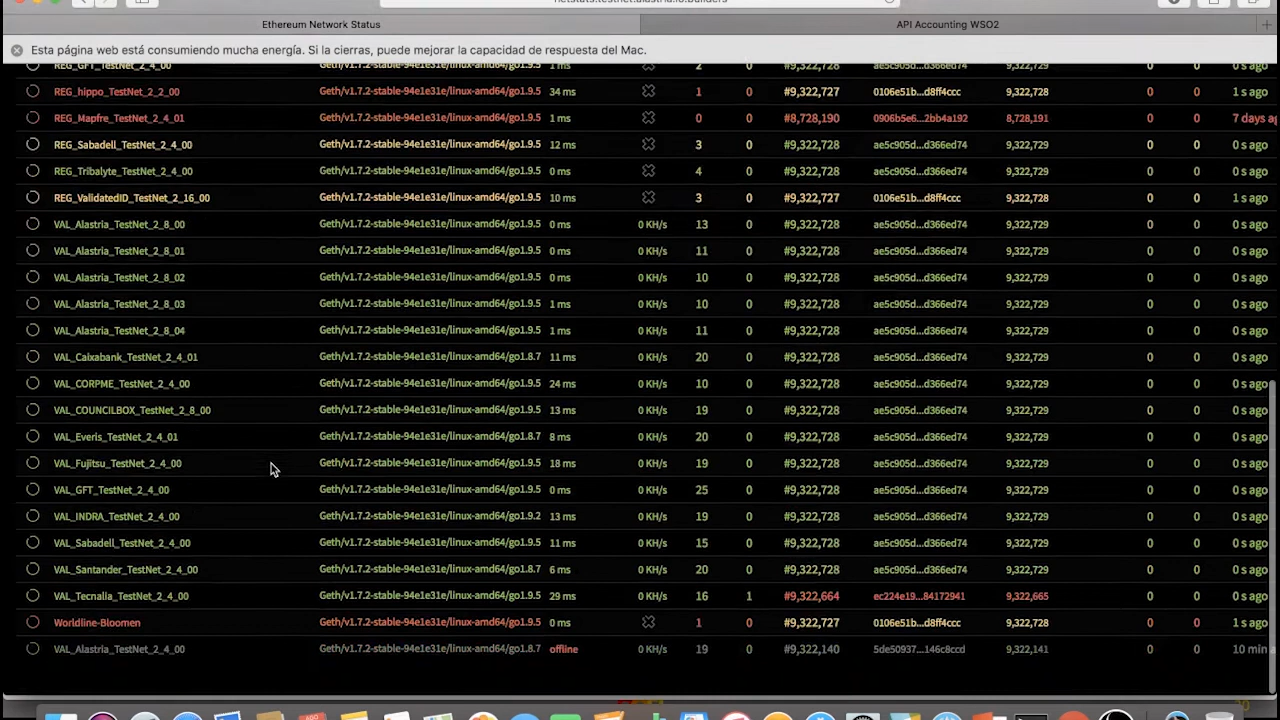 netstats.testnet.alastria.io.builders
Ethereum Network Status API Accounting WSO2
Esta página web está consumiendo mucha energía. Si la cierras, puede mejorar la capacidad de respuesta del Mac.
REG_GFT_TestNet_2_4_00 Geth/v1.7.2-stable-94e1e31e/linux-amd64/go1.9.5 1 ms 2 0 #9,322,728 ae5c905d...d366ed74 9,322,729 0 0 0 s ago
REG_hippo_TestNet_2_2_00 Geth/v1.7.2-stable-94e1e31e/linux-amd64/go1.9.5 34 ms 1 0 #9,322,727 0106e51b...d8ff4ccc 9,322,728 0 0 1 s ago
REG_Mapfre_TestNet_2_4_01 Geth/v1.7.2-stable-94e1e31e/linux-amd64/go1.9.5 1 ms 0 0 #8,728,190 0906b5e6...2bb4a192 8,728,191 0 0 7 days ag
REG_Sabadell_TestNet_2_4_00 Geth/v1.7.2-stable-94e1e31e/linux-amd64/go1.9.5 12 ms 3 0 #9,322,728 ae5c905d...d366ed74 9,322,729 0 0 0 s ago
REG_Tribalyte_TestNet_2_4_00 Geth/v1.7.2-stable-94e1e31e/linux-amd64/go1.9.5 0 ms 4 0 #9,322,728 ae5c905d...d366ed74 9,322,729 0 0 0 s ago
REG_ValidatedID_TestNet_2_16_00 Geth/v1.7.2-stable-94e1e31e/linux-amd64/go1.9.5 10 ms 3 0 #9,322,727 0106e51b...d8ff4ccc 9,322,728 0 0 1 s ago
VAL_Alastria_TestNet_2_8_00 Geth/v1.7.2-stable-94e1e31e/linux-amd64/go1.9.5 0 ms 0 KH/s 13 0 #9,322,728 ae5c905d...d366ed74 9,322,729 0 0 0 s ago
VAL_Alastria_TestNet_2_8_01 Geth/v1.7.2-stable-94e1e31e/linux-amd64/go1.9.5 0 ms 0 KH/s 11 0 #9,322,728 ae5c905d...d366ed74 9,322,729 0 0 0 s ago
VAL_Alastria_TestNet_2_8_02 Geth/v1.7.2-stable-94e1e31e/linux-amd64/go1.9.5 0 ms 0 KH/s 10 0 #9,322,728 ae5c905d...d366ed74 9,322,729 0 0 0 s ago
VAL_Alastria_TestNet_2_8_03 Geth/v1.7.2-stable-94e1e31e/linux-amd64/go1.9.5 1 ms 0 KH/s 10 0 #9,322,728 ae5c905d...d366ed74 9,322,729 0 0 0 s ago
VAL_Alastria_TestNet_2_8_04 Geth/v1.7.2-stable-94e1e31e/linux-amd64/go1.9.5 1 ms 0 KH/s 11 0 #9,322,728 ae5c905d...d366ed74 9,322,729 0 0 0 s ago
VAL_Caixabank_TestNet_2_4_01 Geth/v1.7.2-stable-94e1e31e/linux-amd64/go1.8.7 11 ms 0 KH/s 20 0 #9,322,728 ae5c905d...d366ed74 9,322,729 0 0 0 s ago
VAL_CORPME_TestNet_2_4_00 Geth/v1.7.2-stable-94e1e31e/linux-amd64/go1.9.5 24 ms 0 KH/s 10 0 #9,322,728 ae5c905d...d366ed74 9,322,729 0 0 0 s ago
VAL_COUNCILBOX_TestNet_2_8_00 Geth/v1.7.2-stable-94e1e31e/linux-amd64/go1.9.5 13 ms 0 KH/s 19 0 #9,322,728 ae5c905d...d366ed74 9,322,729 0 0 0 s ago
VAL_Everis_TestNet_2_4_01 Geth/v1.7.2-stable-94e1e31e/linux-amd64/go1.8.7 8 ms 0 KH/s 20 0 #9,322,728 ae5c905d...d366ed74 9,322,729 0 0 0 s ago
VAL_Fujitsu_TestNet_2_4_00 Geth/v1.7.2-stable-94e1e31e/linux-amd64/go1.9.5 18 ms 0 KH/s 19 0 #9,322,728 ae5c905d...d366ed74 9,322,729 0 0 0 s ago
VAL_GFT_TestNet_2_4_00 Geth/v1.7.2-stable-94e1e31e/linux-amd64/go1.9.5 0 ms 0 KH/s 25 0 #9,322,728 ae5c905d...d366ed74 9,322,729 0 0 0 s ago
VAL_INDRA_TestNet_2_4_00 Geth/v1.7.2-stable-94e1e31e/linux-amd64/go1.9.2 13 ms 0 KH/s 19 0 #9,322,728 ae5c905d...d366ed74 9,322,729 0 0 0 s ago
VAL_Sabadell_TestNet_2_4_00 Geth/v1.7.2-stable-94e1e31e/linux-amd64/go1.9.5 12 ms 0 KH/s 15 0 #9,322,728 ae5c905d...d366ed74 9,322,729 0 0 0 s ago
VAL_Santander_TestNet_2_4_00 Geth/v1.7.2-stable-94e1e31e/linux-amd64/go1.8.7 6 ms 0 KH/s 20 0 #9,322,728 ae5c905d...d366ed74 9,322,729 0 0 0 s ago
VAL_Tecnalia_TestNet_2_4_00 Geth/v1.7.2-stable-94e1e31e/linux-amd64/go1.9.5 29 ms 0 KH/s 16 1 #9,322,664 ec224e19...84172941 9,322,665 0 0 0 s ago
Worldline-Bloomen Geth/v1.7.2-stable-94e1e31e/linux-amd64/go1.9.5 0 ms 1 0 #9,322,727 0106e51b...d8ff4ccc 9,322,728 0 0 1 s ago
VAL_Alastria_TestNet_2_4_00 Geth/v1.7.2-stable-94e1e31e/linux-amd64/go1.8.7 offline 0 KH/s 19 0 #9,322,140 5de50937...146c8ccd 9,322,141 0 0 10 min a